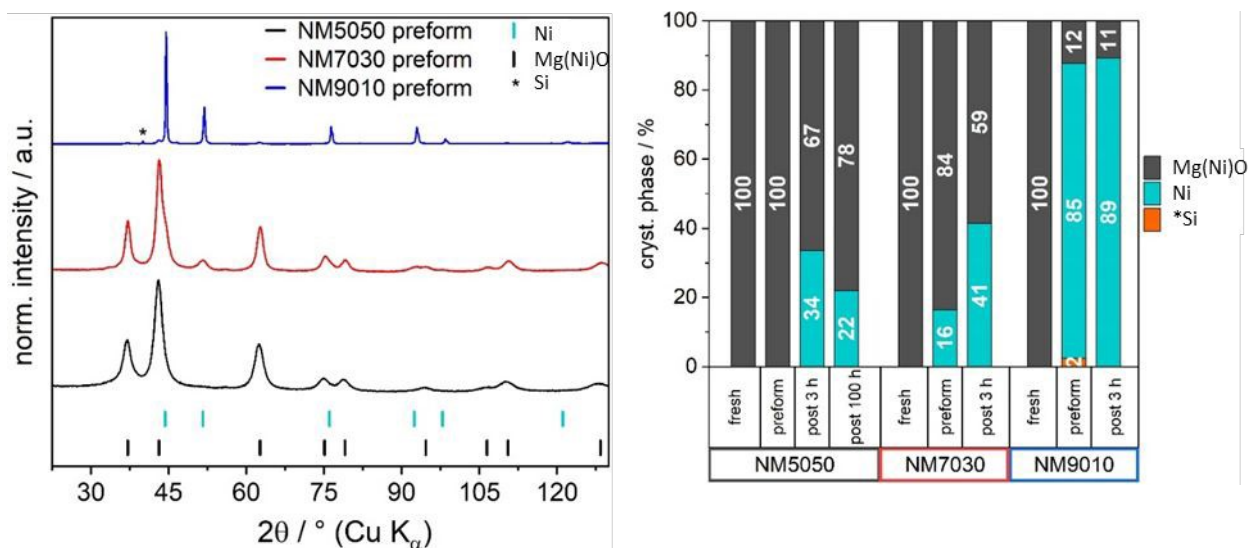 NM5050 preform
NM7030 preform
NM9010 preform
Ni
Mg(Ni)O
* Si
*
norm. intensity / a.u.
30 45 60 75 90 105 120
2θ / ° (Cu Kα)
cryst. phase / %
100
80
60
40
20
0
100
100
67
34
78
22
100
84
16
59
41
100
12
85
2
11
89
Mg(Ni)O
Ni
*Si
fresh
preform
post 3 h
post 100 h
fresh
preform
post 3 h
fresh
preform
post 3 h
NM5050 NM7030 NM9010